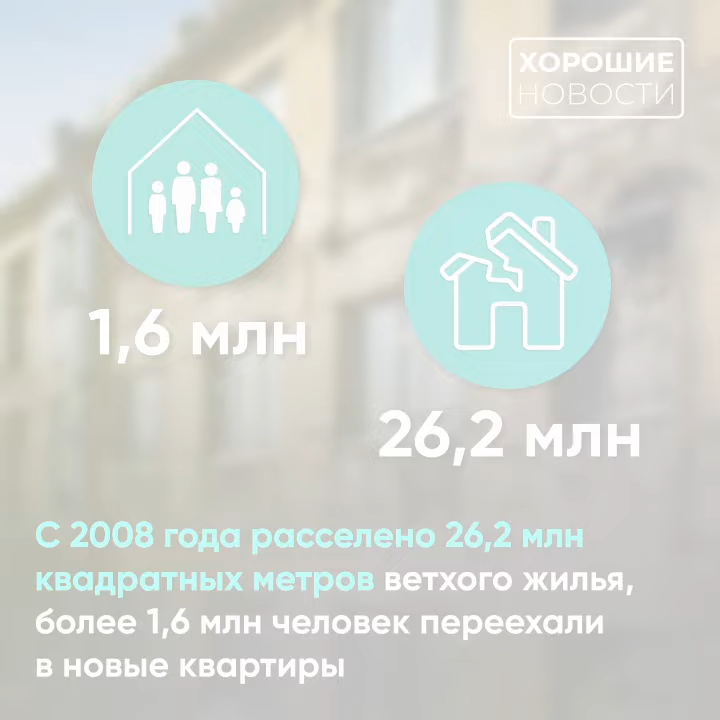 ХОРОШИЕ
НОВОСТИ
1,6 млн
26,2 млн
С 2008 года расселено 26,2 млн
квадратных метров ветхого жилья,
более 1,6 млн человек переехали
в новые квартиры